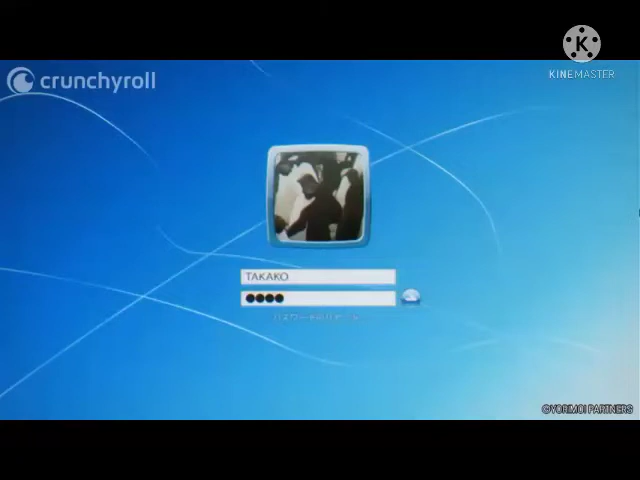 crunchyroll
K
KINEMASTER
TAKAKO
©YORIMOI PARTNERS